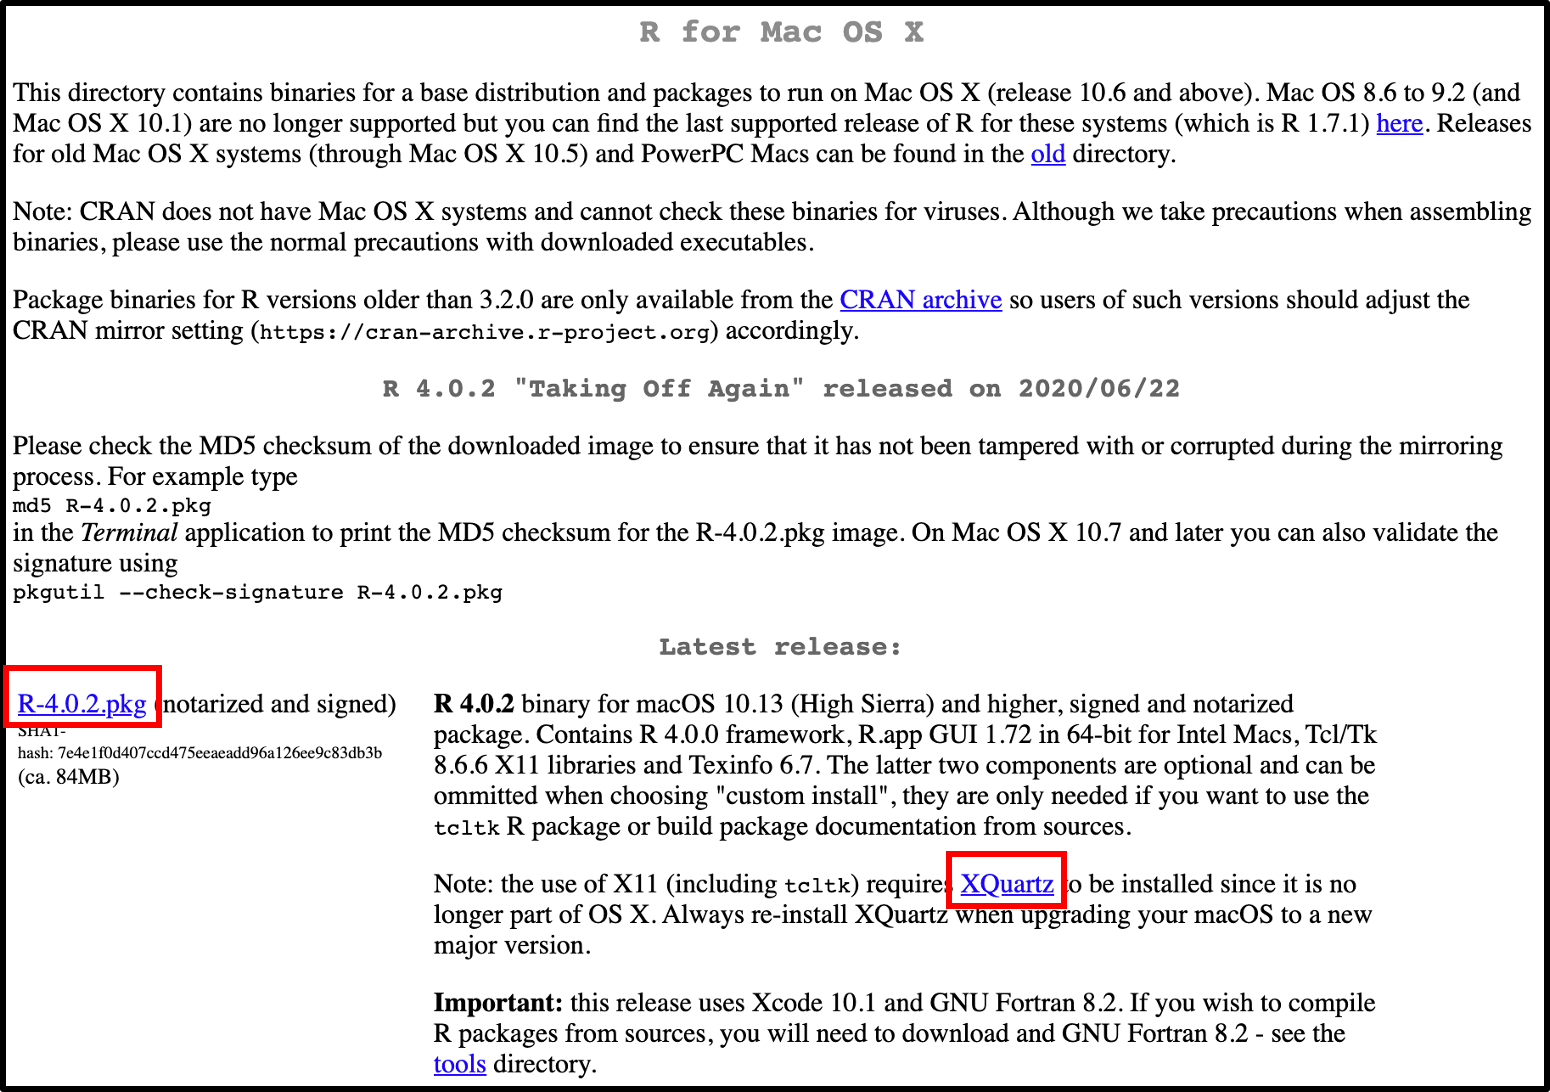 R for Mac OS X
This directory contains binaries for a base distribution and packages to run on Mac OS X (release 10.6 and above). Mac OS 8.6 to 9.2 (and
Mac OS X 10.1) are no longer supported but you can find the last supported release of R for these systems (which is R 1.7.1) here. Releases
for old Mac OS X systems (through Mac OS X 10.5) and PowerPC Macs can be found in the old directory.
Note: CRAN does not have Mac OS X systems and cannot check these binaries for viruses. Although we take precautions when assembling
binaries, please use the normal precautions with downloaded executables.
Package binaries for R versions older than 3.2.0 are only available from the CRAN archive so users of such versions should adjust the
CRAN mirror setting (https://cran-archive.r-project.org) accordingly.
R 4.0.2 "Taking Off Again" released on 2020/06/22
Please check the MD5 checksum of the downloaded image to ensure that it has not been tampered with or corrupted during the mirroring
process. For example type
md5 R-4.0.2.pkg
in the Terminal application to print the MD5 checksum for the R-4.0.2.pkg image. On Mac OS X 10.7 and later you can also validate the
signature using
pkgutil --check-signature R-4.0.2.pkg
Latest release:
R-4.0.2.pkg (notarized and signed)
SHA1-
hash: 7e4e1f0d407ccd475eeaeadd96a126ee9c83db3b
(ca. 84MB)
R 4.0.2 binary for macOS 10.13 (High Sierra) and higher, signed and notarized
package. Contains R 4.0.0 framework, R.app GUI 1.72 in 64-bit for Intel Macs, Tcl/Tk
8.6.6 X11 libraries and Texinfo 6.7. The latter two components are optional and can be
ommitted when choosing "custom install", they are only needed if you want to use the
tcltk R package or build package documentation from sources.
Note: the use of X11 (including tcltk) requires XQuartz to be installed since it is no
longer part of OS X. Always re-install XQuartz when upgrading your macOS to a new
major version.
Important: this release uses Xcode 10.1 and GNU Fortran 8.2. If you wish to compile
R packages from sources, you will need to download and GNU Fortran 8.2 - see the
tools directory.